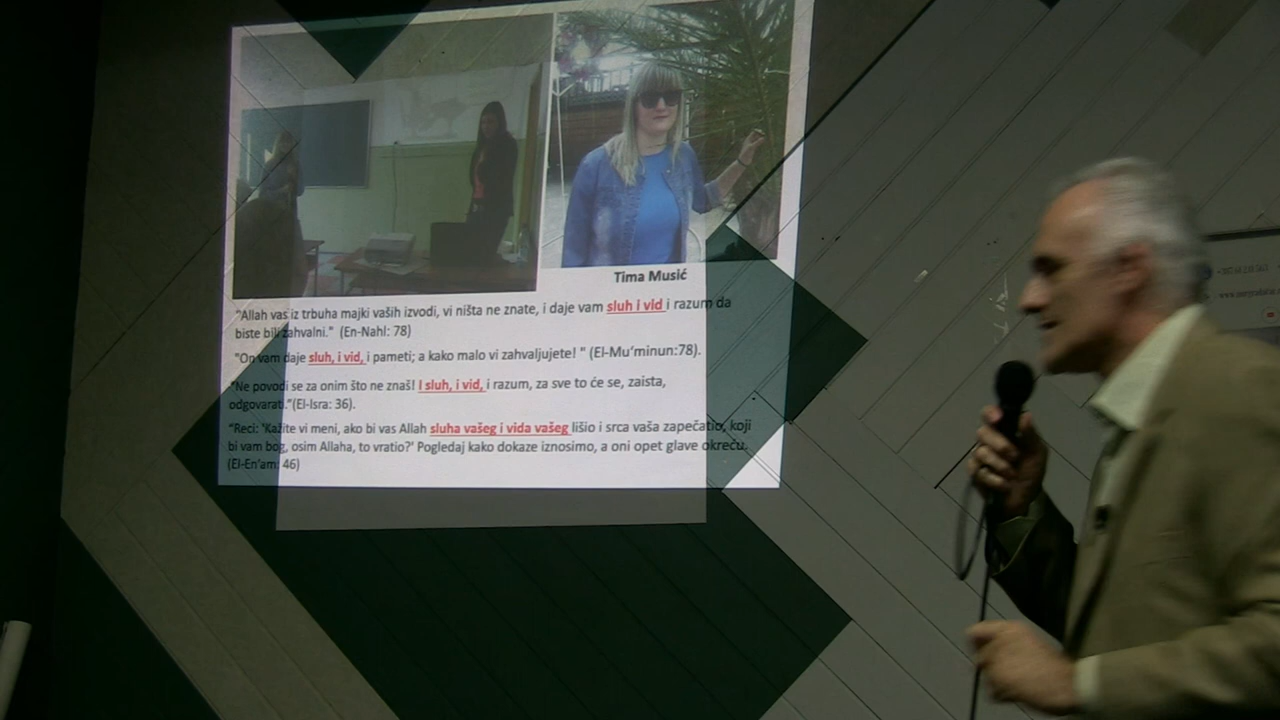 Tima Musić
"Allah vas iz trbuha majki vaših izvodi, vi ništa ne znate, i daje vam sluh i vid i razum da
biste bili zahvalni." (En-Nahl: 78)
"On vam daje sluh, i vid, i pameti; a kako malo vi zahvaljujete! " (El-Mu'minun:78).
"Ne povodi se za onim što ne znaš! I sluh, i vid, i razum, za sve to će se, zaista,
odgovarati."(El-Isra: 36).
"Reci: 'Kažite vi meni, ako bi vas Allah sluha vašeg i vida vašeg lišio i srca vaša zapečatio, koji
bi vam bog, osim Allaha, to vratio?' Pogledaj kako dokaze iznosimo, a oni opet glave okreću.
(El-En'am: 46)